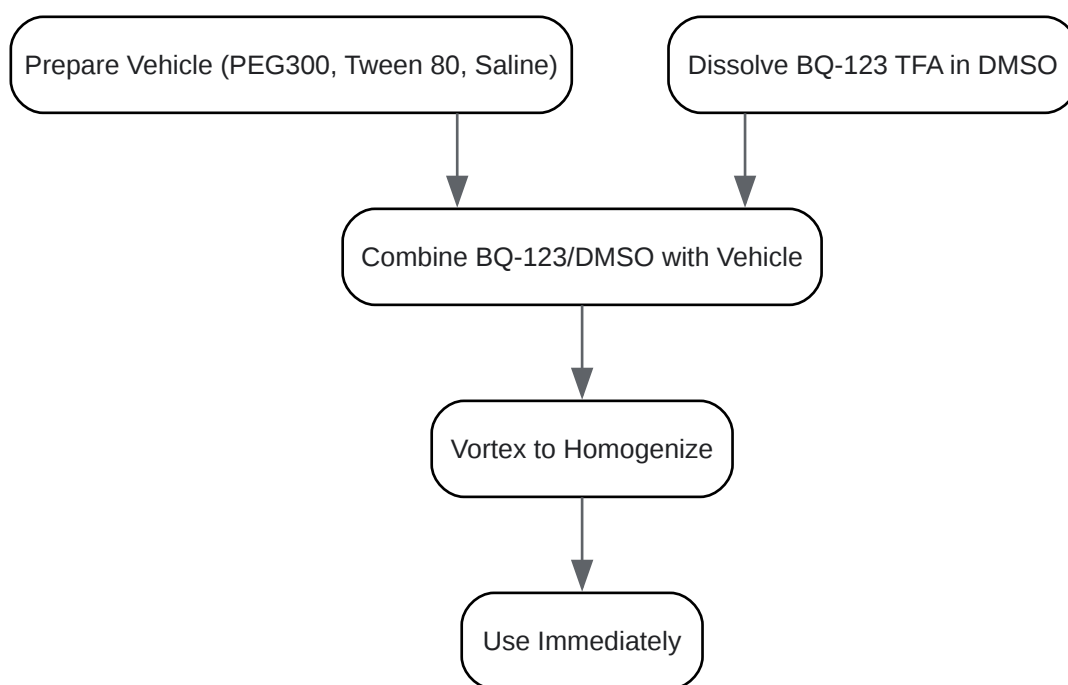 Prepare Vehicle (PEG300, Tween 80, Saline)
Dissolve BQ-123 TFA in DMSO
Combine BQ-123/DMSO with Vehicle
Vortex to Homogenize
Use Immediately